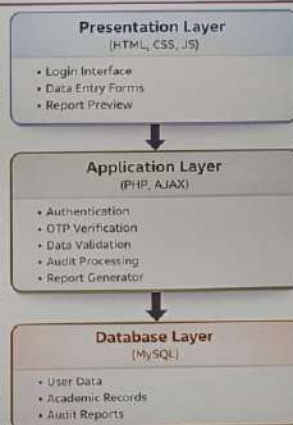 Presentation Layer
(HTML, CSS, JS)
• Login Interface
• Data Entry Forms
• Report Preview
Application Layer
(PHP, AJAX)
• Authentication
• OTP Verification
• Data Validation
• Audit Processing
• Report Generator
Database Layer
(MySQL)
• User Data
• Academic Records
• Audit Reports